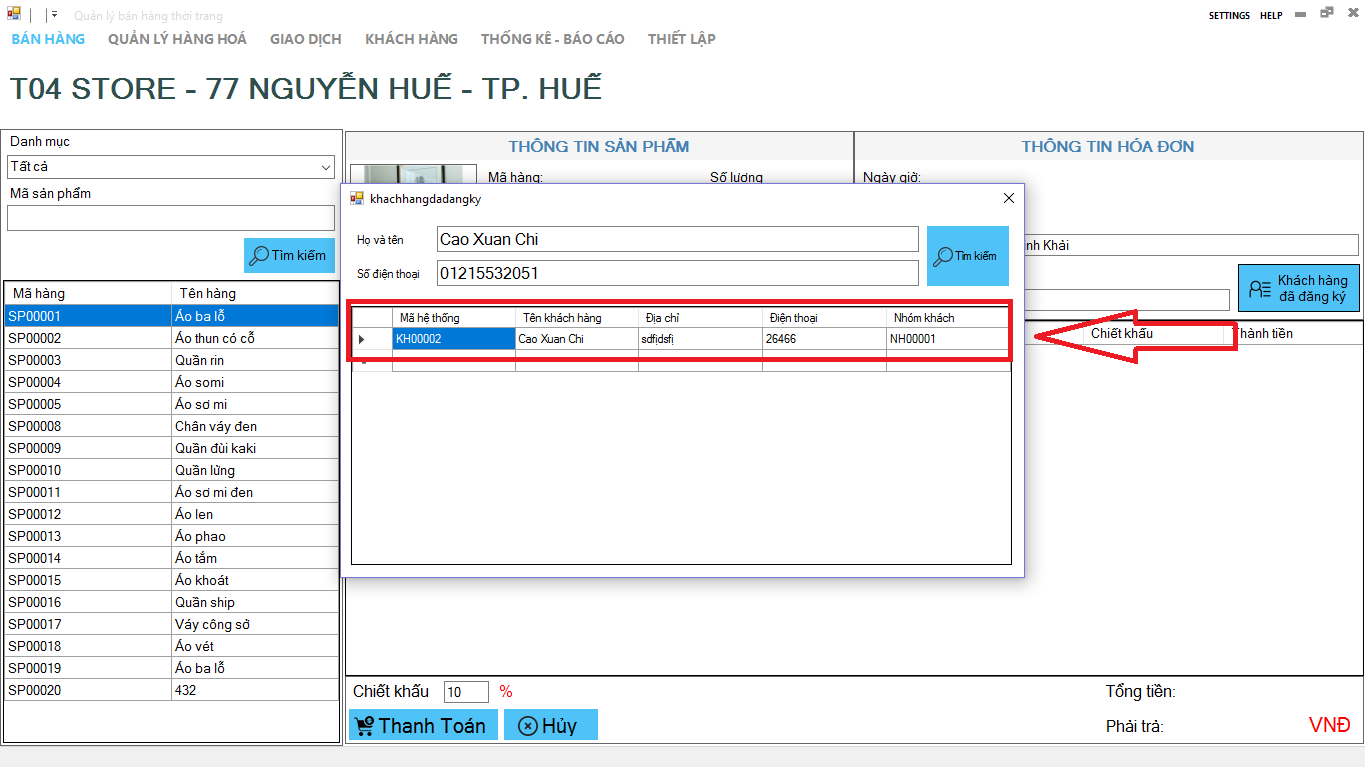 Quản lý bán hàng thời trang
SETTINGS HELP
BÁN HÀNG QUẢN LÝ HÀNG HOÁ GIAO DỊCH KHÁCH HÀNG THỐNG KÊ - BÁO CÁO THIẾT LẬP
T04 STORE - 77 NGUYỄN HUẾ - TP. HUẾ
Danh mục
Tất cả
Mã sản phẩm
Tìm kiếm
Mã hàng Tên hàng
SP00001 Áo ba lỗ
SP00002 Áo thun có cỗ
SP00003 Quần rin
SP00004 Áo somi
SP00005 Áo sơ mi
SP00008 Chân váy đen
SP00009 Quần đùi kaki
SP00010 Quần lửng
SP00011 Áo sơ mi đen
SP00012 Áo len
SP00013 Áo phao
SP00014 Áo tắm
SP00015 Áo khoát
SP00016 Quần ship
SP00017 Váy công sở
SP00018 Áo vét
SP00019 Áo ba lỗ
SP00020 432
THÔNG TIN SẢN PHẨM
Mã hàng: Số lượng
THÔNG TIN HÓA ĐƠN
Ngày giờ:
nh Khải
Khách hàng
đã đăng ký
Chiết khấu Thành tiền
khachhangdadangky
Họ và tên Cao Xuan Chi
Số điện thoại 01215532051
Tìm kiếm
Mã hệ thống Tên khách hàng Địa chỉ Điện thoại Nhóm khách
KH00002 Cao Xuan Chi sdfjdsfj 26466 NH00001
Chiết khấu 10 %
Thanh Toán Hủy
Tổng tiền:
Phải trả: VNĐ